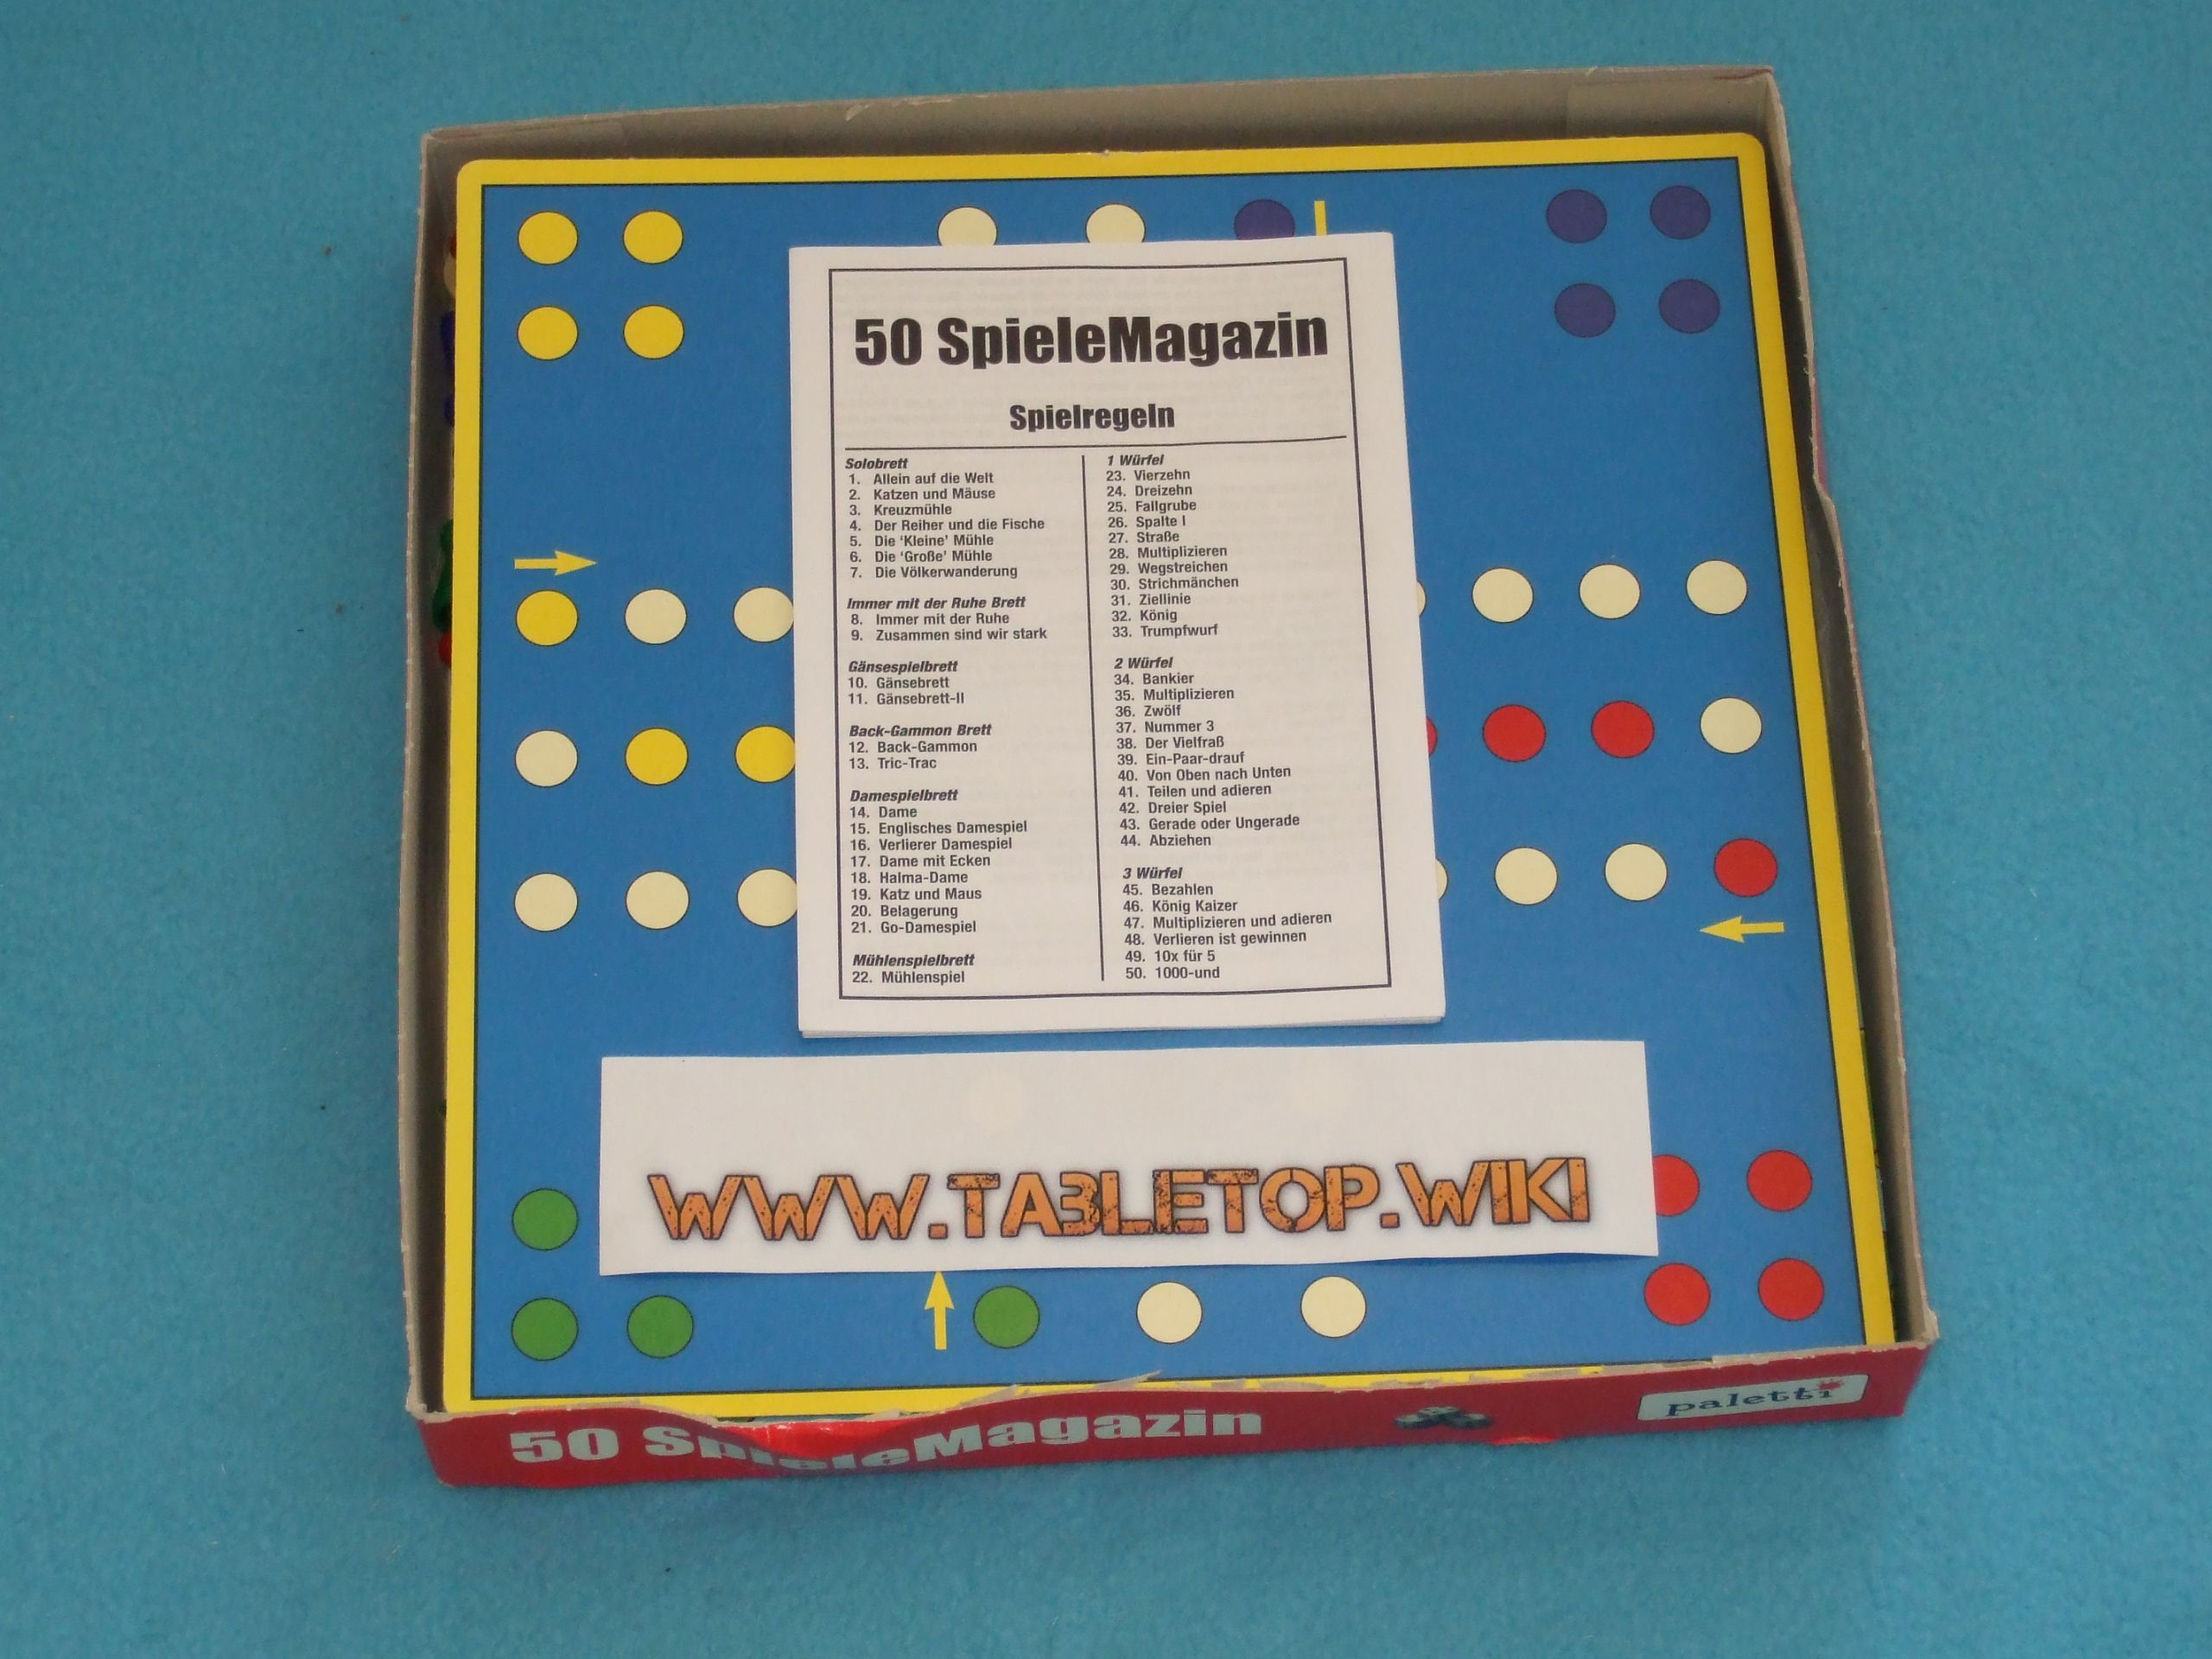 50 SpieleMagazin
Spielregeln
Solobrett
1. Allein auf die Welt
2. Katzen und Mäuse
3. Kreuzmühle
4. Der Reiher und die Fische
5. Die ‘Kleine’ Mühle
6. Die ‘Große’ Mühle
7. Die Völkerwanderung
Immer mit der Ruhe Brett
8. Immer mit der Ruhe
9. Zusammen sind wir stark
Gänsespielbrett
10. Gänsebrett
11. Gänsebrett-II
Back-Gammon Brett
12. Back-Gammon
13. Tric-Trac
Damespielbrett
14. Dame
15. Englisches Damespiel
16. Verlierer Damespiel
17. Dame mit Ecken
18. Halma-Dame
19. Katz und Maus
20. Belagerung
21. Go-Damespiel
Mühlenspielbrett
22. Mühlenspiel
1 Würfel
23. Vierzehn
24. Dreizehn
25. Fallgrube
26. Spalte I
27. Straße
28. Multiplizieren
29. Wegstreichen
30. Strichmänchen
31. Ziellinie
32. König
33. Trumpfwurf
2 Würfel
34. Bankier
35. Multiplizieren
36. Zwölf
37. Nummer 3
38. Der Vielfraß
39. Ein-Paar-drauf
40. Von Oben nach Unten
41. Teilen und adieren
42. Dreier Spiel
43. Gerade oder Ungerade
44. Abziehen
3 Würfel
45. Bezahlen
46. König Kaizer
47. Multiplizieren und adieren
48. Verlieren ist gewinnen
49. 10x für 5
50. 1000-und
WWW.TABLETOP.WIKI
50 SpieleMagazin
paletti